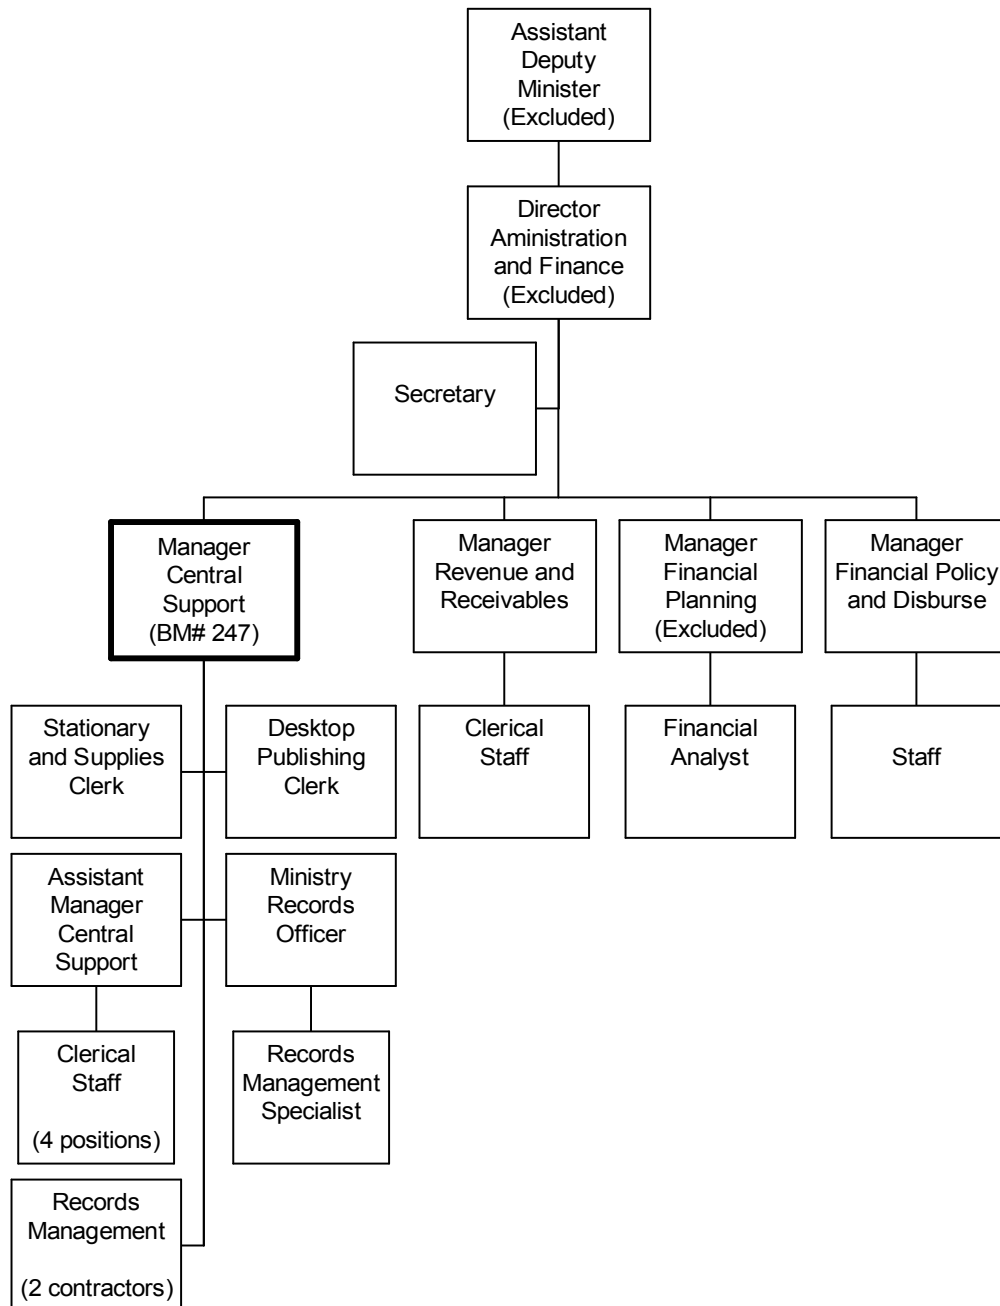 Assistant
Deputy
Minister
(Excluded)
Director
Aministration
and Finance
(Excluded)
Secretary
Manager
Central
Support
(BM# 247)
Manager
Revenue and
Receivables
Manager
Financial
Planning
(Excluded)
Manager
Financial Policy
and Disburse
Stationary
and Supplies
Clerk
Desktop
Publishing
Clerk
Clerical
Staff
Financial
Analyst
Staff
Assistant
Manager
Central
Support
Ministry
Records
Officer
Clerical
Staff
(4 positions)
Records
Management
Specialist
Records
Management
(2 contractors)